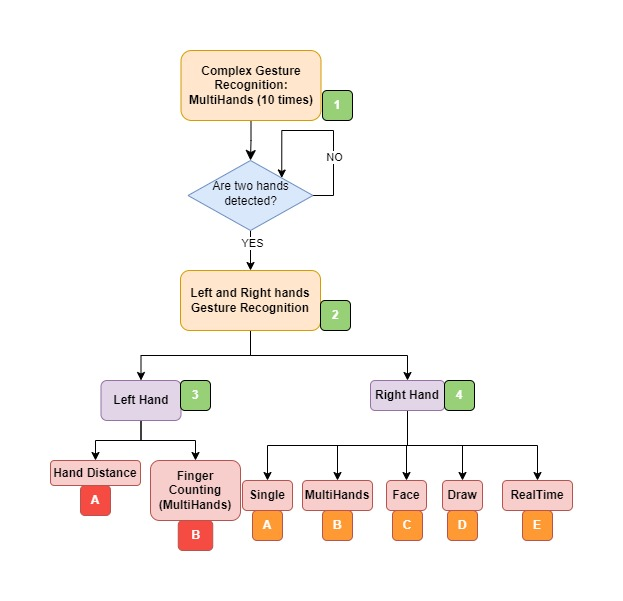 Complex Gesture
Recognition:
MultiHands (10 times)
1
NO
Are two hands
detected?
YES
Left and Right hands
Gesture Recognition
2
Left Hand
3
Right Hand
4
Hand Distance
A
Finger
Counting
(MultiHands)
B
Single
A
MultiHands
B
Face
C
Draw
D
RealTime
E